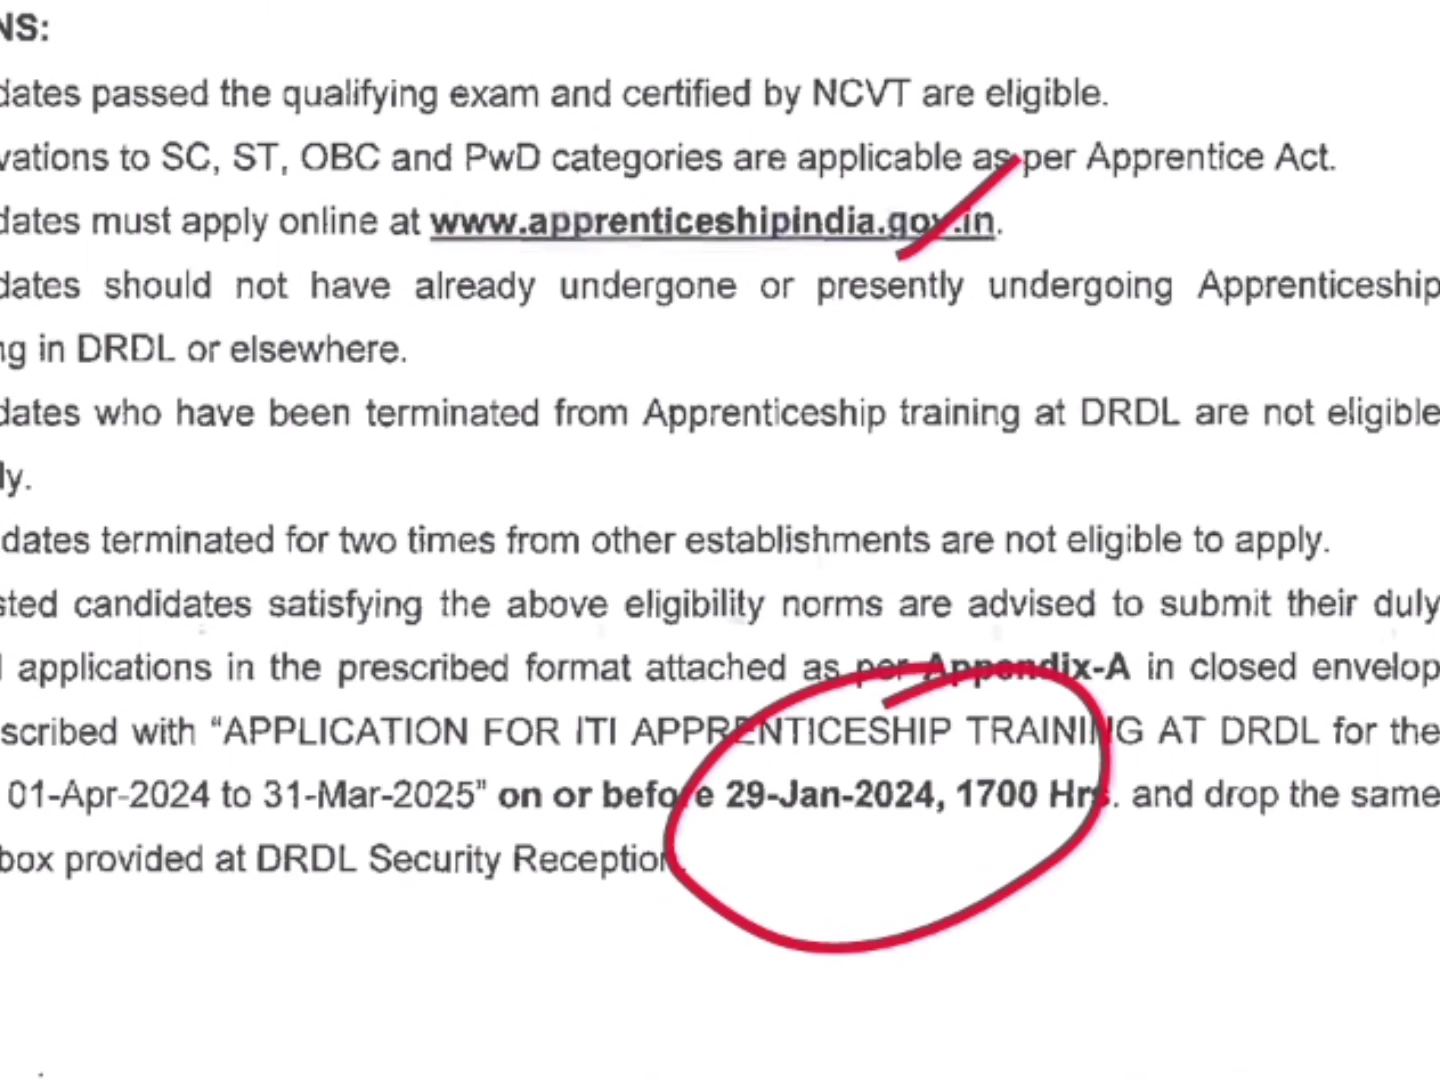 NS:
dates passed the qualifying exam and certified by NCVT are eligible.
vations to SC, ST, OBC and PwD categories are applicable as per Apprentice Act.
dates must apply online at www.apprenticeshipindia.gov.in.
dates should not have already undergone or presently undergoing Apprenticeship
ng in DRDL or elsewhere.
dates who have been terminated from Apprenticeship training at DRDL are not eligible
ly.
dates terminated for two times from other establishments are not eligible to apply.
sted candidates satisfying the above eligibility norms are advised to submit their duly
applications in the prescribed format attached as per Appendix-A in closed envelop
scribed with “APPLICATION FOR ITI APPRENTICESHIP TRAINING AT DRDL for the
01-Apr-2024 to 31-Mar-2025” on or before 29-Jan-2024, 1700 Hrs. and drop the same
box provided at DRDL Security Reception.